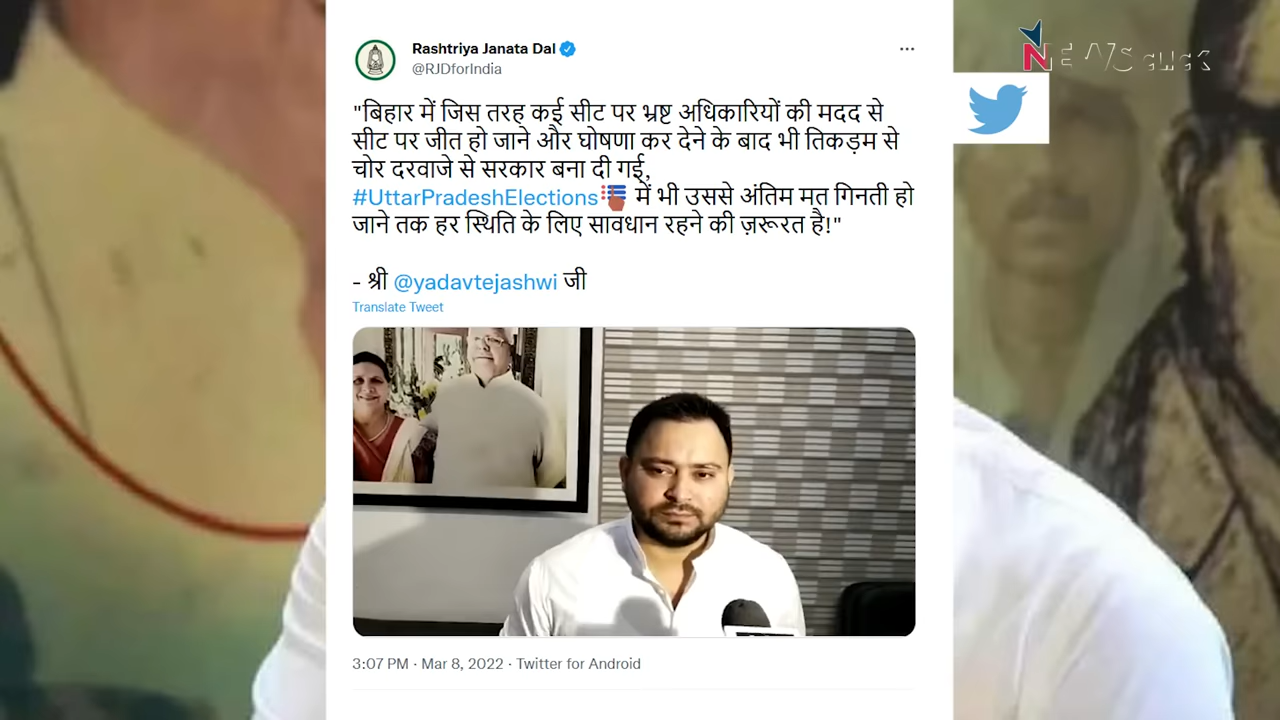 NEWSCLICK
Rashtriya Janata Dal
@RJDforIndia
"बिहार में जिस तरह कई सीट पर भ्रष्ट अधिकारियों की मदद से
सीट पर जीत हो जाने और घोषणा कर देने के बाद भी तिकड़म से
चोर दरवाजे से सरकार बना दी गई,
#UttarPradeshElections में भी उससे अंतिम मत गिनती हो
जाने तक हर स्थिति के लिए सावधान रहने की ज़रूरत है!"
- श्री @yadavtejashwi जी
Translate Tweet
3:07 PM · Mar 8, 2022 · Twitter for Android